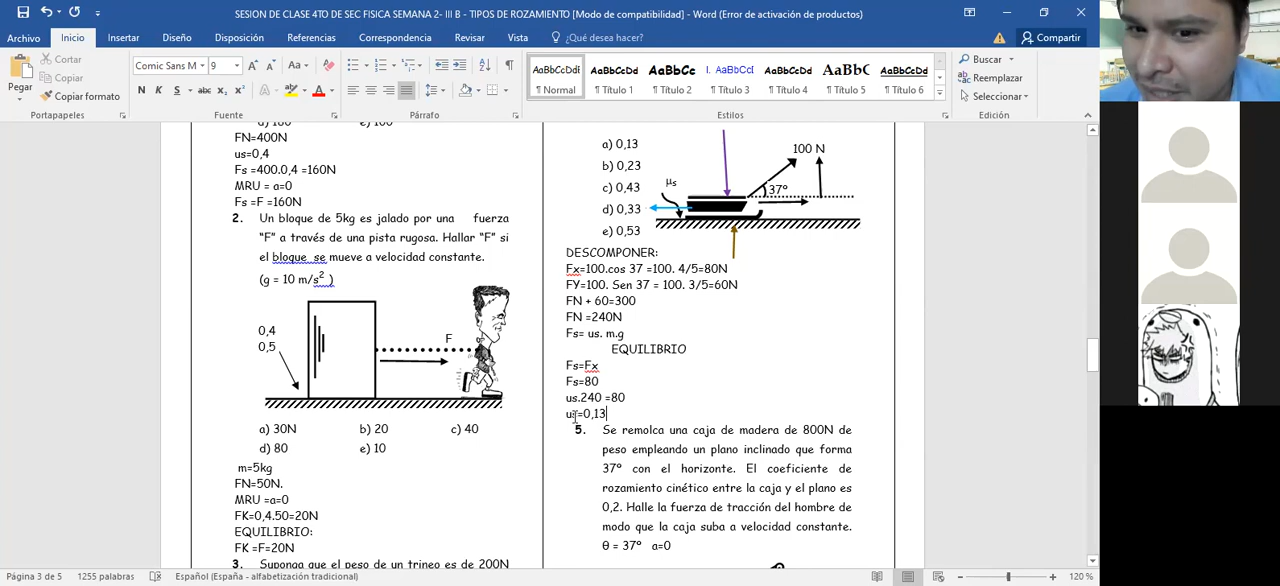 SESION DE CLASE 4TO DE SEC FISICA SEMANA 2- III B - TIPOS DE ROZAMIENTO [Modo de compatibilidad] - Word (Error de activación de productos)
Archivo Inicio Insertar Diseño Disposición Referencias Correspondencia Revisar Vista ¿Qué desea hacer? Compartir
Pegar
Cortar
Copiar
Copiar formato
Portapapeles
Comic Sans M 9
N K S abc x₂ x²
Fuente
Párrafo
AaBbCcDdE AaBbCcDd AaBbCc I. AaBbCcI AaBbCcDd AaBbC AaBbCcDd
¶ Normal ¶ Título 1 ¶ Título 2 ¶ Título 3 ¶ Título 4 ¶ Título 5 ¶ Título 6
Estilos
Buscar
Reemplazar
Seleccionar
Edición
FN=400N
us=0,4
Fs =400.0,4 =160N
MRU = a=0
Fs =F =160N
2. Un bloque de 5kg es jalado por una fuerza
"F" a través de una pista rugosa. Hallar "F" si
el bloque se mueve a velocidad constante.
(g = 10 m/s² )
0,4
0,5
F
a) 30N b) 20 c) 40
d) 80 e) 10
m=5kg
FN=50N.
MRU =a=0
FK=0,4.50=20N
EQUILIBRIO:
FK =F=20N
3. Suponga que el peso de un trineo es de 200N
a) 0,13
b) 0,23
c) 0,43
d) 0,33
e) 0,53
μs
100 N
37º
DESCOMPONER:
Fx=100.cos 37 =100. 4/5=80N
FY=100. Sen 37 = 100. 3/5=60N
FN + 60=300
FN =240N
Fs= us. m.g
EQUILIBRIO
Fs=Fx
Fs=80
us.240 =80
us=0,13
5. Se remolca una caja de madera de 800N de
peso empleando un plano inclinado que forma
37º con el horizonte. El coeficiente de
rozamiento cinético entre la caja y el plano es
0,2. Halle la fuerza de tracción del hombre de
modo que la caja suba a velocidad constante.
θ = 37º a=0
Página 3 de 5 1255 palabras Español (España - alfabetización tradicional) 120 %